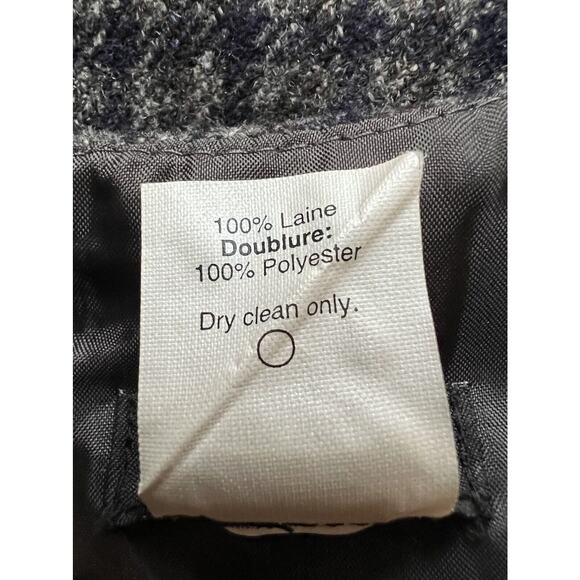 100% Laine
Doublure:
100% Polyester
Dry clean only.